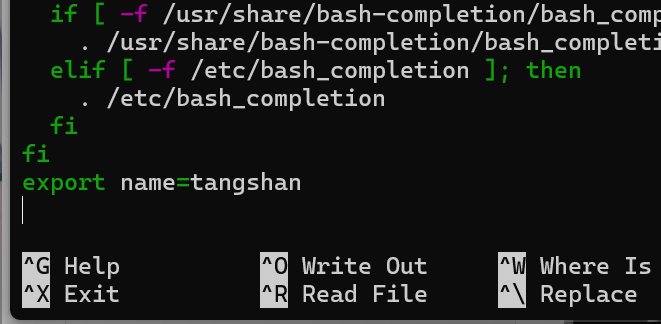 if [ -f /usr/share/bash-completion/bash_comp
. /usr/share/bash-completion/bash_completi
elif [ -f /etc/bash_completion ]; then
. /etc/bash_completion
fi
fi
export name=tangshan
^G Help ^O Write Out ^W Where Is
^X Exit ^R Read File ^\ Replace